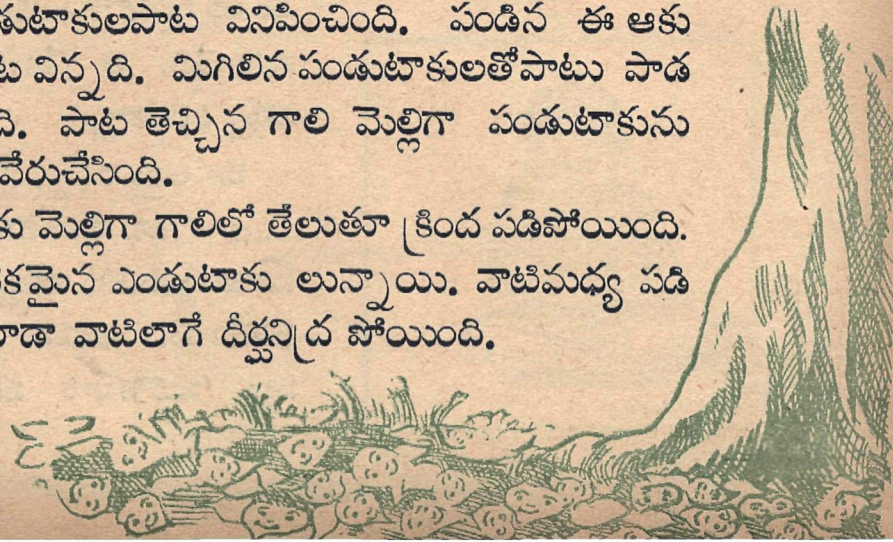 డుటాకులపాట వినిపించింది. పండిన ఈ ఆకు
ట విన్నది. మిగిలిన పండుటాకులతోపాటు పాడ
ది. పాట తెచ్చిన గాలి మెల్లిగా పండుటాకును
వేరుచేసింది.
కు మెల్లిగా గాలిలో తేలుతూ క్రింద పడిపోయింది.
కమైన ఎండుటాకు లున్నాయి. వాటిమధ్య పడి
డా వాటిలాగే దీర్ఘనిద్ర పోయింది.